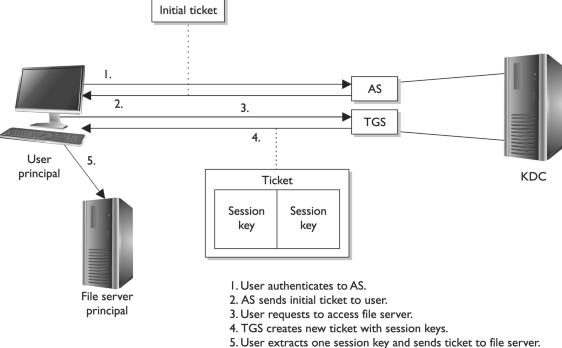 Initial ticket
1.
AS
2.
3.
TGS
4.
User
principal
5.
KDC
Ticket
Session
key
Session
key
File server
principal
1. User authenticates to AS.
2. AS sends initial ticket to user.
3. User requests to access file server.
4. TGS creates new ticket with session keys.
5. User extracts one session key and sends ticket to file server.